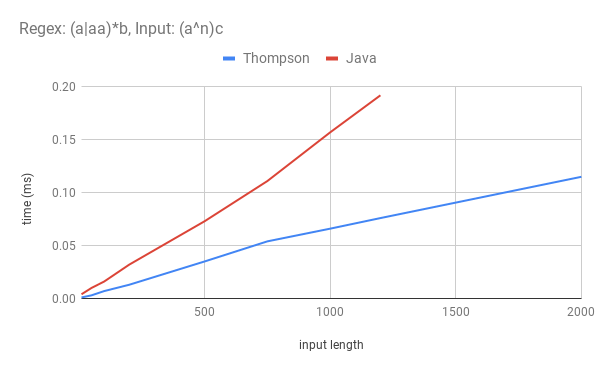 Regex: (a|aa)*b, Input: (a^n)c
Thompson Java
0.20
0.15
0.10
0.05
0.00
time (ms)
500 1000 1500 2000
input length